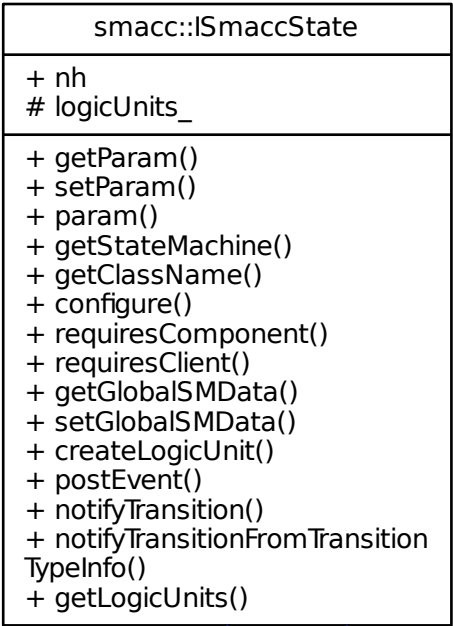 smacc::ISmaccState
+ nh
# logicUnits_
+ getParam()
+ setParam()
+ param()
+ getStateMachine()
+ getClassName()
+ configure()
+ requiresComponent()
+ requiresClient()
+ getGlobalSMData()
+ setGlobalSMData()
+ createLogicUnit()
+ postEvent()
+ notifyTransition()
+ notifyTransitionFromTransition
TypeInfo()
+ getLogicUnits()